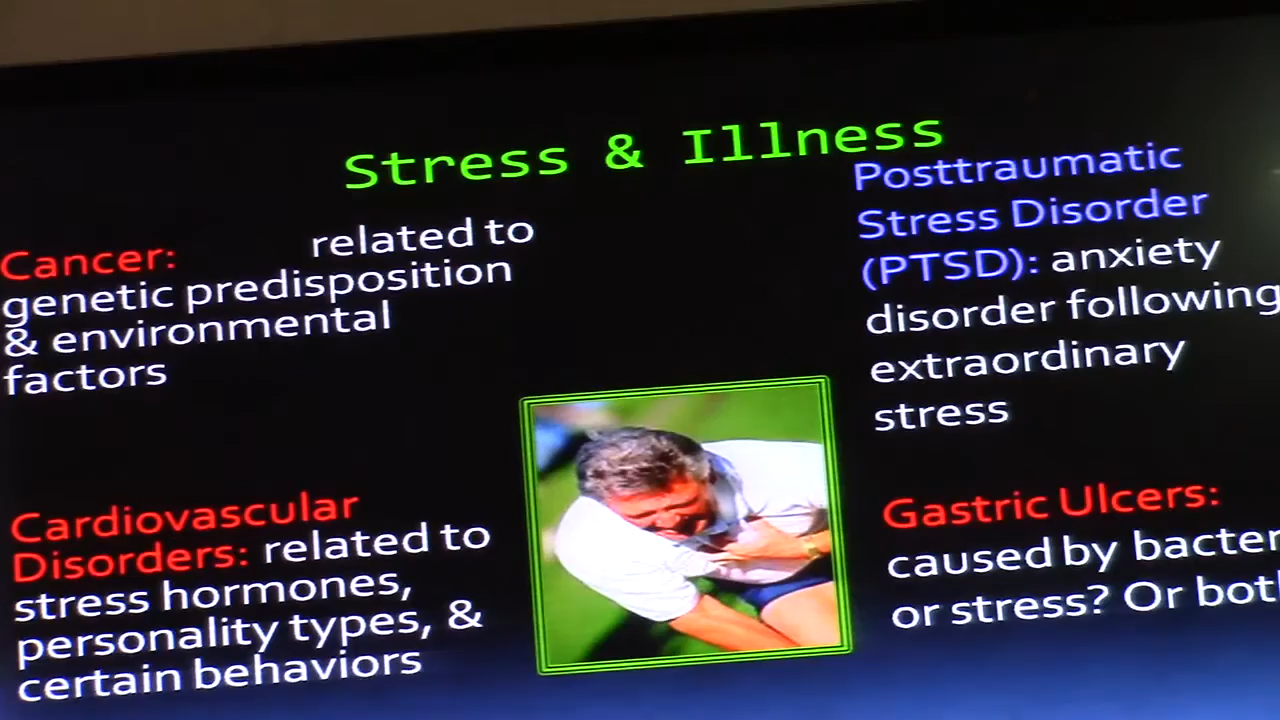 Stress & Illness
Cancer: related to
genetic predisposition
& environmental
factors
Posttraumatic
Stress Disorder
(PTSD): anxiety
disorder following
extraordinary
stress
Cardiovascular
Disorders: related to
stress hormones,
personality types, &
certain behaviors
Gastric Ulcers:
caused by
or stress? Or